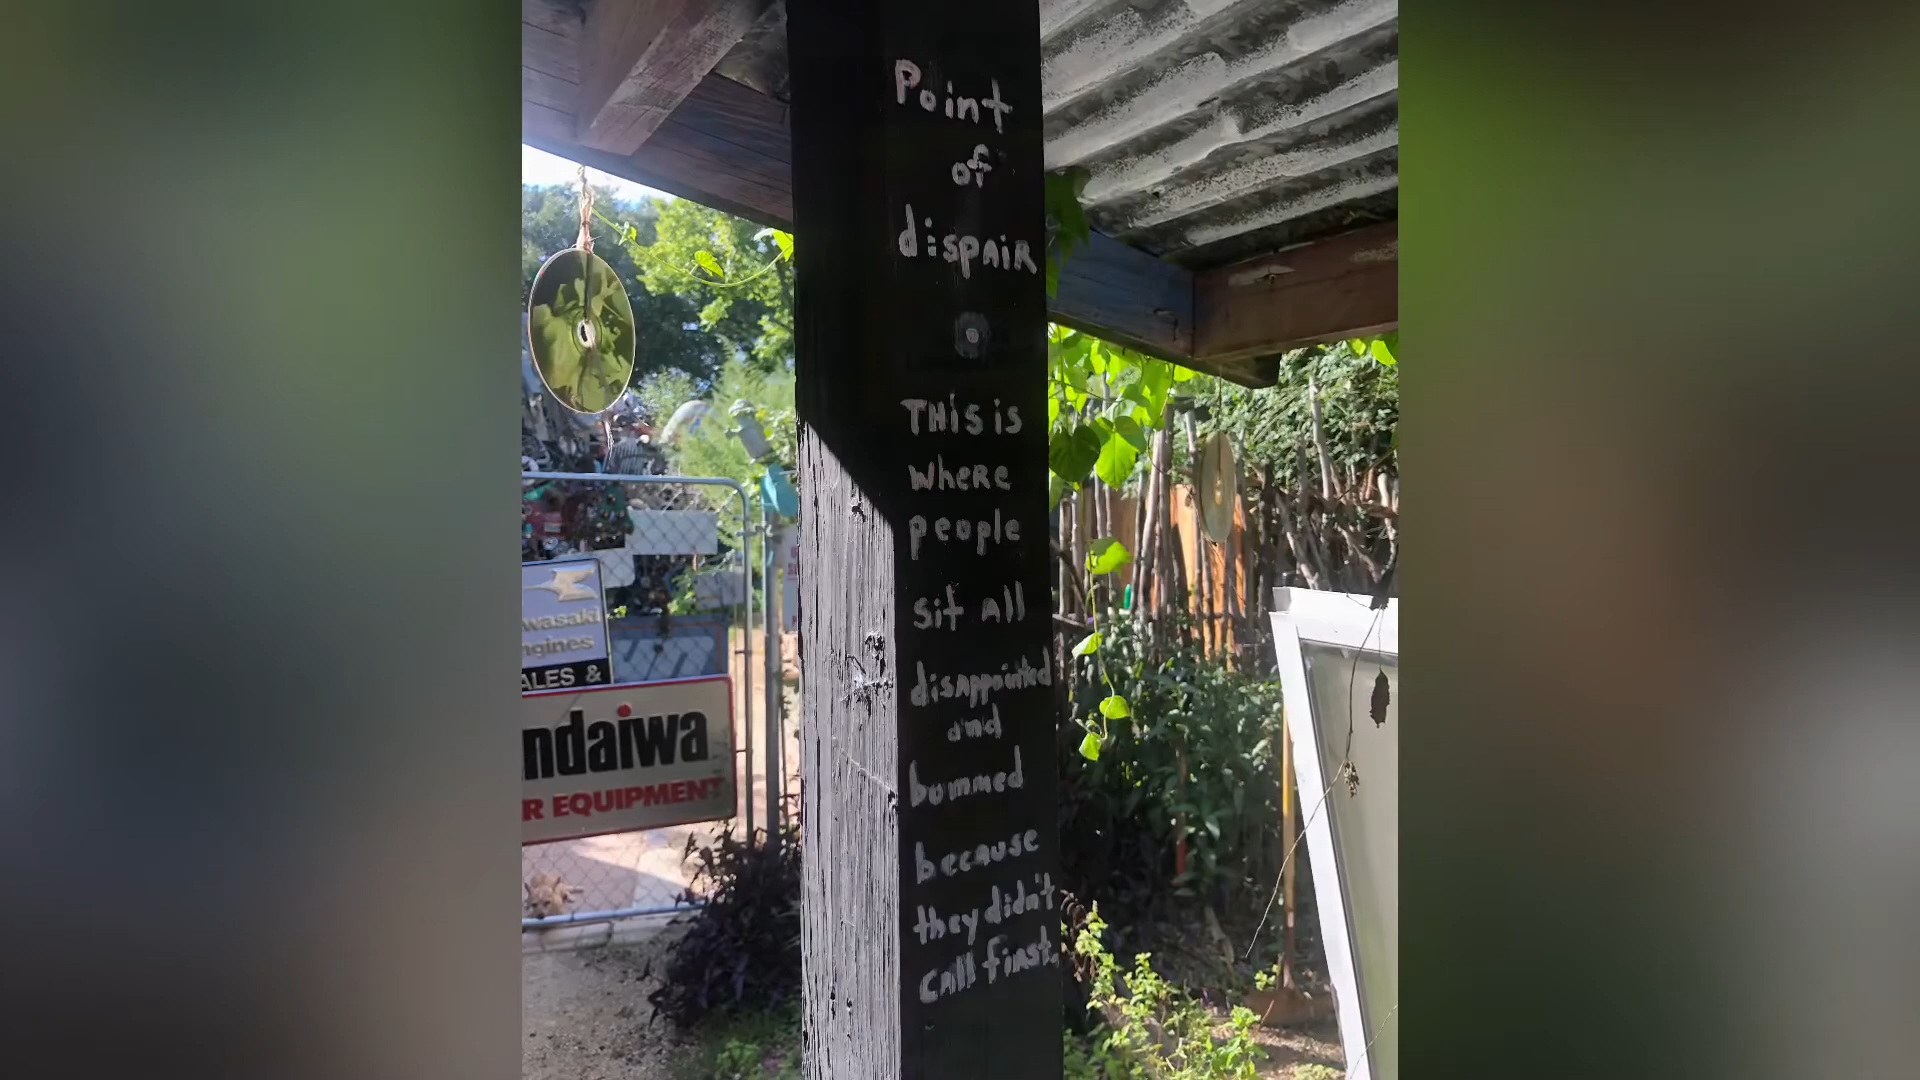 Point
of
dispair
THis is
WheRe
people
sit All
disAppointed
and
bummed
because
they didn't
cAll first.
wasaki
ngines
ALES &
ndaiwa
R EQUIPMENT